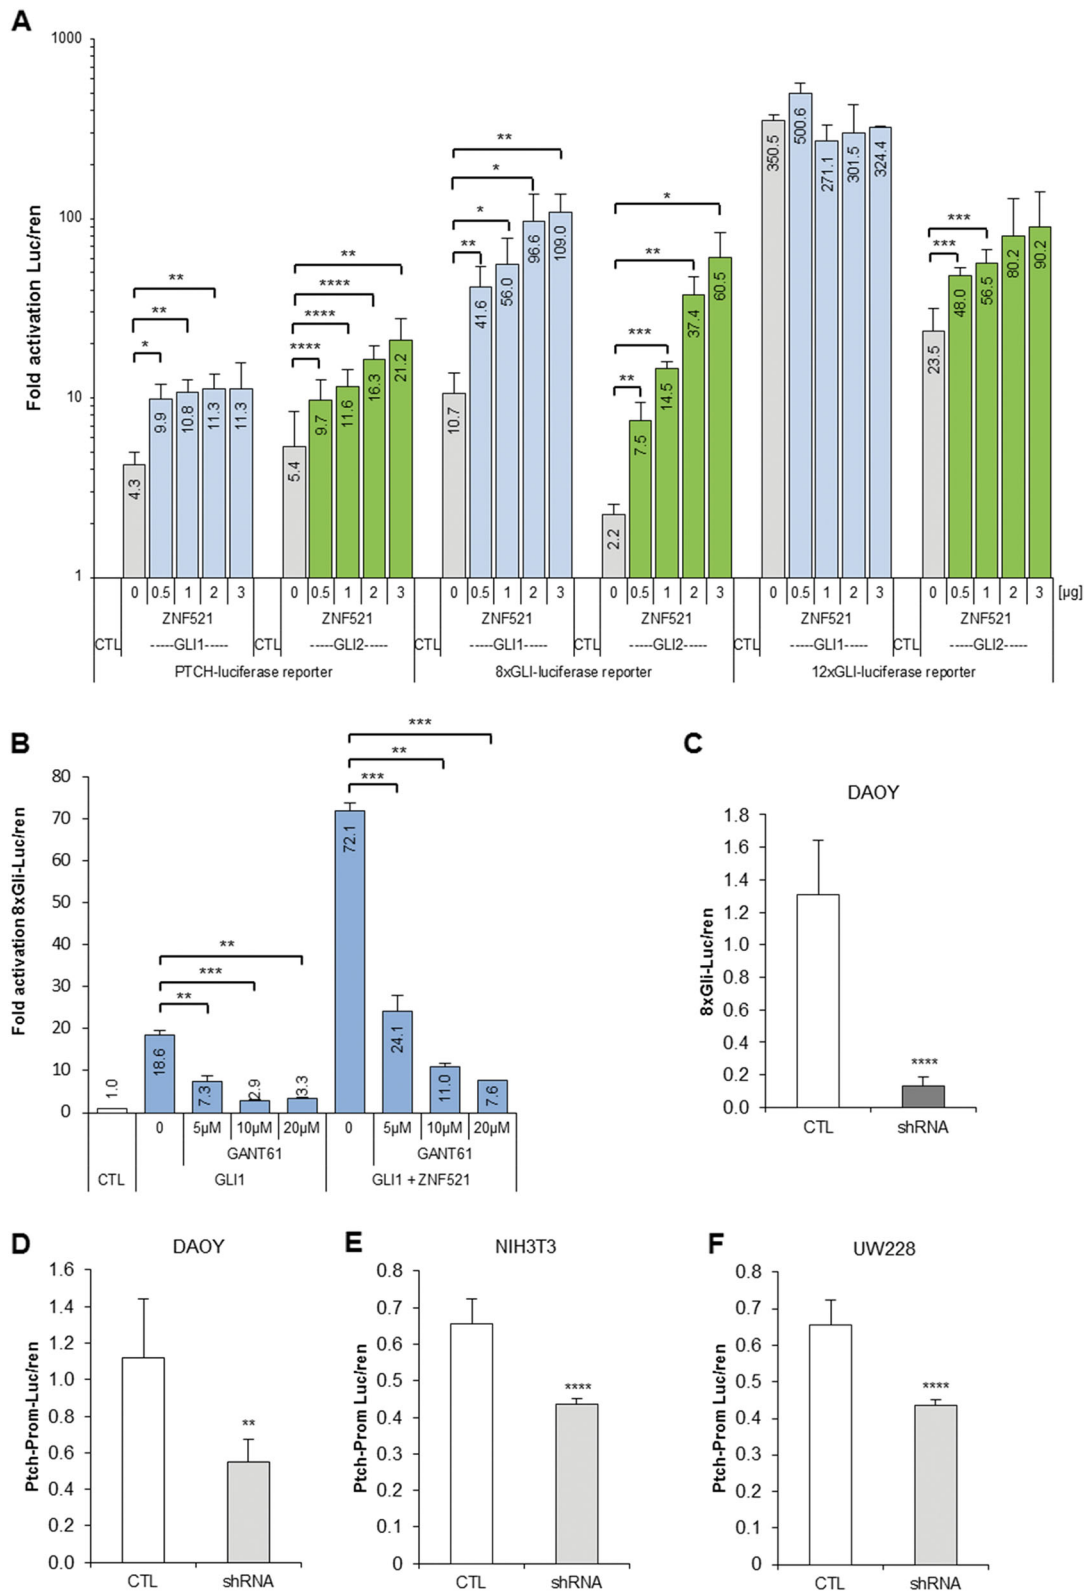 A
Fold activation Luc/ren
1000
100
10
1
4.3
9.9
10.8
11.3
11.3
5.4
9.7
11.6
16.3
21.2
10.7
41.6
56.0
96.6
109.0
2.2
7.5
14.5
37.4
60.5
350.5
500.6
271.1
301.5
324.4
23.5
48.0
56.5
80.2
90.2
* ** **
**** **** **** **
** * * **
** *** ** *
*** ***
0 0.5 1 2 3 0 0.5 1 2 3 0 0.5 1 2 3 0 0.5 1 2 3 0 0.5 1 2 3 0 0.5 1 2 3 [µg]
ZNF521 ZNF521 ZNF521 ZNF521 ZNF521 ZNF521
CTL -----GLI1----- CTL -----GLI2----- CTL -----GLI1----- CTL -----GLI2----- CTL -----GLI1----- CTL -----GLI2-----
PTCH-luciferase reporter 8xGLI-luciferase reporter 12xGLI-luciferase reporter
B
Fold activation 8xGli-Luc/ren
80
70
60
50
40
30
20
10
0
1.0
18.6
7.3
2.9
3.3
72.1
24.1
11.0
7.6
** *** **
*** ** ***
0 5µM 10µM 20µM 0 5µM 10µM 20µM
GANT61 GANT61
CTL GLI1 GLI1 + ZNF521
C
DAOY
8xGli-Luc/ren
1.8
1.6
1.4
1.2
1.0
0.8
0.6
0.4
0.2
0.0
****
CTL shRNA
D
DAOY
Ptch-Prom-Luc/ren
1.6
1.4
1.2
1.0
0.8
0.6
0.4
0.2
0.0
**
CTL shRNA
E
NIH3T3
Ptch-Prom Luc/ren
0.8
0.7
0.6
0.5
0.4
0.3
0.2
0.1
0
****
CTL shRNA
F
UW228
Ptch-Prom Luc/ren
0.8
0.7
0.6
0.5
0.4
0.3
0.2
0.1
0
****
CTL shRNA